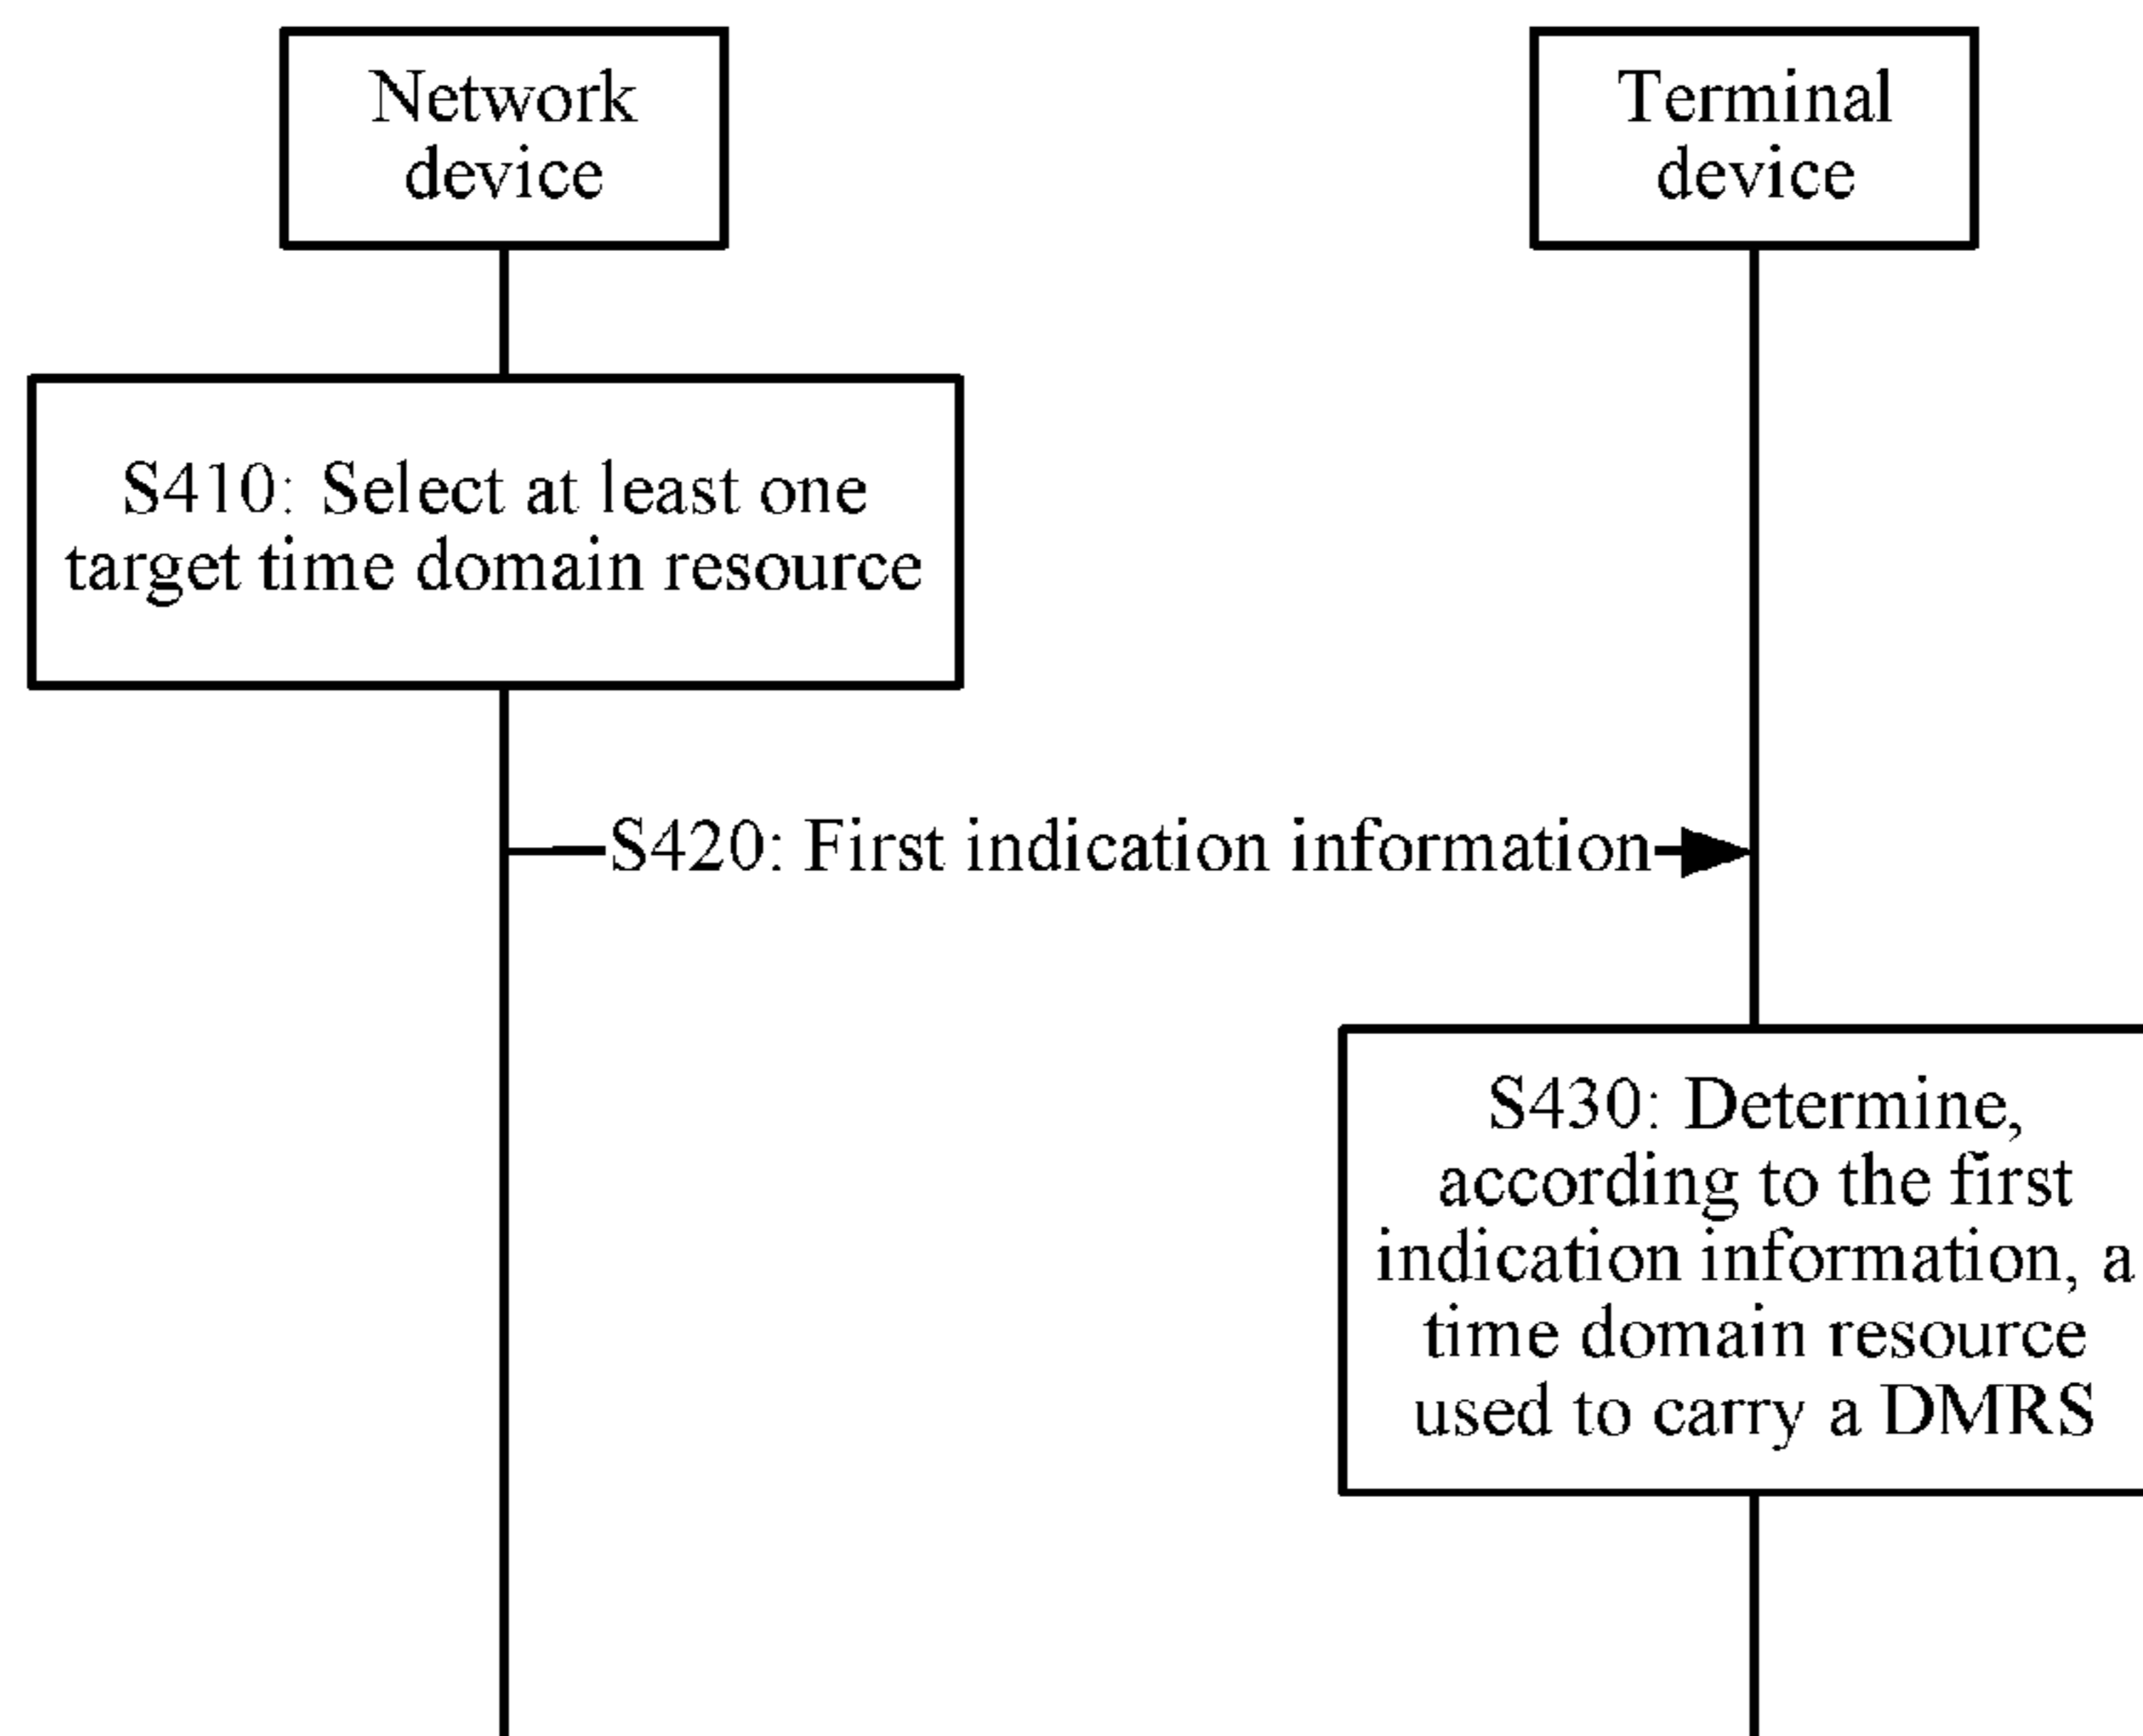 Network
device
Terminal
device
S410: Select at least one
target time domain resource
S420: First indication information
S430: Determine,
according to the first
indication information, a
time domain resource
used to carry a DMRS